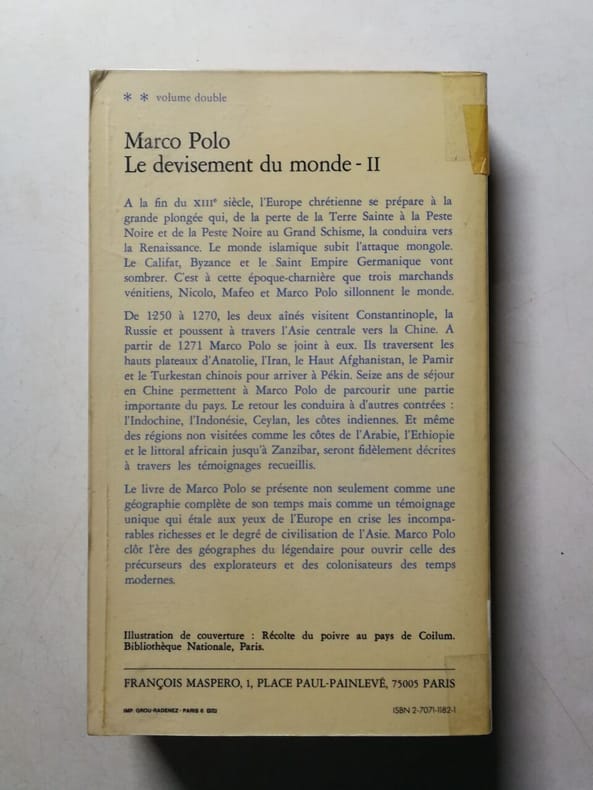 ** volume double
Marco Polo
Le devisement du monde - II
A la fin du XIIIe siècle, l'Europe chrétienne se prépare à la
grande plongée qui, de la perte de la Terre Sainte à la Peste
Noire et de la Peste Noire au Grand Schisme, la conduira vers
la Renaissance. Le monde islamique subit l'attaque mongole.
Le Califat, Byzance et le Saint Empire Germanique vont
sombrer. C'est à cette époque-charnière que trois marchands
vénitiens, Nicolo, Mafeo et Marco Polo sillonnent le monde.
De 1250 à 1270, les deux aînés visitent Constantinople, la
Russie et poussent à travers l'Asie centrale vers la Chine. A
partir de 1271 Marco Polo se joint à eux. Ils traversent les
hauts plateaux d'Anatolie, l'Iran, le Haut Afghanistan, le Pamir
et le Turkestan chinois pour arriver à Pékin. Seize ans de séjour
en Chine permettent à Marco Polo de parcourir une partie
importante du pays. Le retour les conduira à d'autres contrées :
l'Indochine, l'Indonésie, Ceylan, les côtes indiennes. Et même
des régions non visitées comme les côtes de l'Arabie, l'Ethiopie
et le littoral africain jusqu'à Zanzibar, seront fidèlement décrites
à travers les témoignages recueillis.
Le livre de Marco Polo se présente non seulement comme une
géographie complète de son temps mais comme un témoignage
unique qui étale aux yeux de l'Europe en crise les incompa-
rables richesses et le degré de civilisation de l'Asie. Marco Polo
clôt l'ère des géographes du légendaire pour ouvrir celle des
précurseurs des explorateurs et des colonisateurs des temps
modernes.
Illustration de couverture : Récolte du poivre au pays de Coilum.
Bibliothèque Nationale, Paris.
FRANÇOIS MASPERO, 1, PLACE PAUL-PAINLEVÉ, 75005 PARIS
IMP. GROU-RADENEZ - PARIS 6
ISBN 2-7071-1182-1